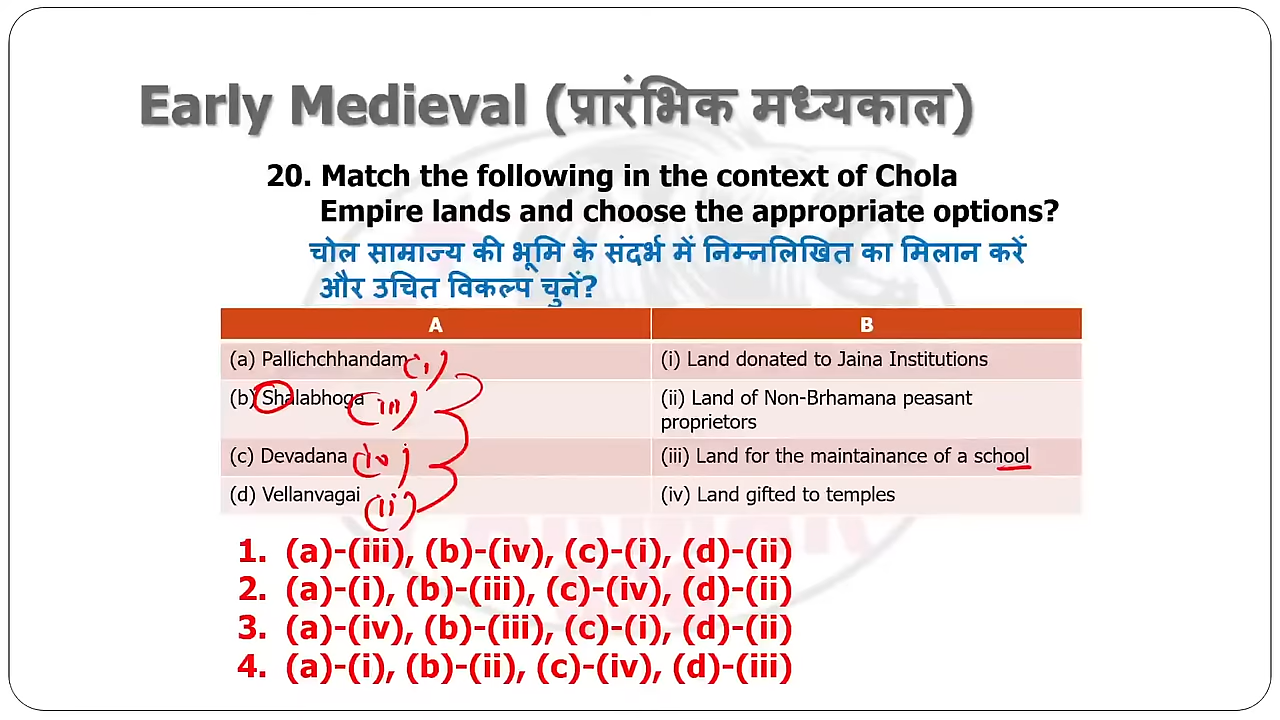 Early Medieval (प्रारंभिक मध्यकाल)
20. Match the following in the context of Chola
Empire lands and choose the appropriate options?
चोल साम्राज्य की भूमि के संदर्भ में निम्नलिखित का मिलान करें
और उचित विकल्प चुनें?
A
B
(a) Pallichchhandam (i)
(i) Land donated to Jaina Institutions
(b) Shalabhoga (iii)
(ii) Land of Non-Brhamana peasant
proprietors
(c) Devadana (iv)
(iii) Land for the maintainance of a school
(d) Vellanvagai (ii)
(iv) Land gifted to temples
1. (a)-(iii), (b)-(iv), (c)-(i), (d)-(ii)
2. (a)-(i), (b)-(iii), (c)-(iv), (d)-(ii)
3. (a)-(iv), (b)-(iii), (c)-(i), (d)-(ii)
4. (a)-(i), (b)-(ii), (c)-(iv), (d)-(iii)